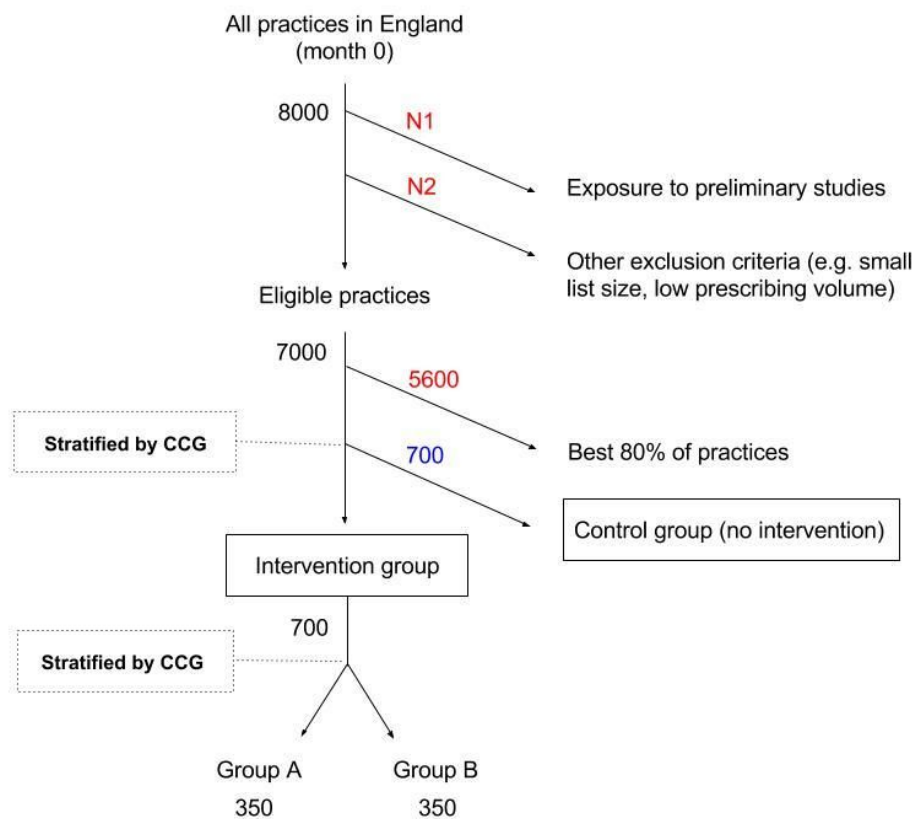 All practices in England
(month 0)
8000
N1
Exposure to preliminary studies
N2
Other exclusion criteria (e.g. small
list size, low prescribing volume)
Eligible practices
7000
5600
Best 80% of practices
Stratified by CCG
700
Control group (no intervention)
Intervention group
700
Stratified by CCG
Group A
Group B
350
350